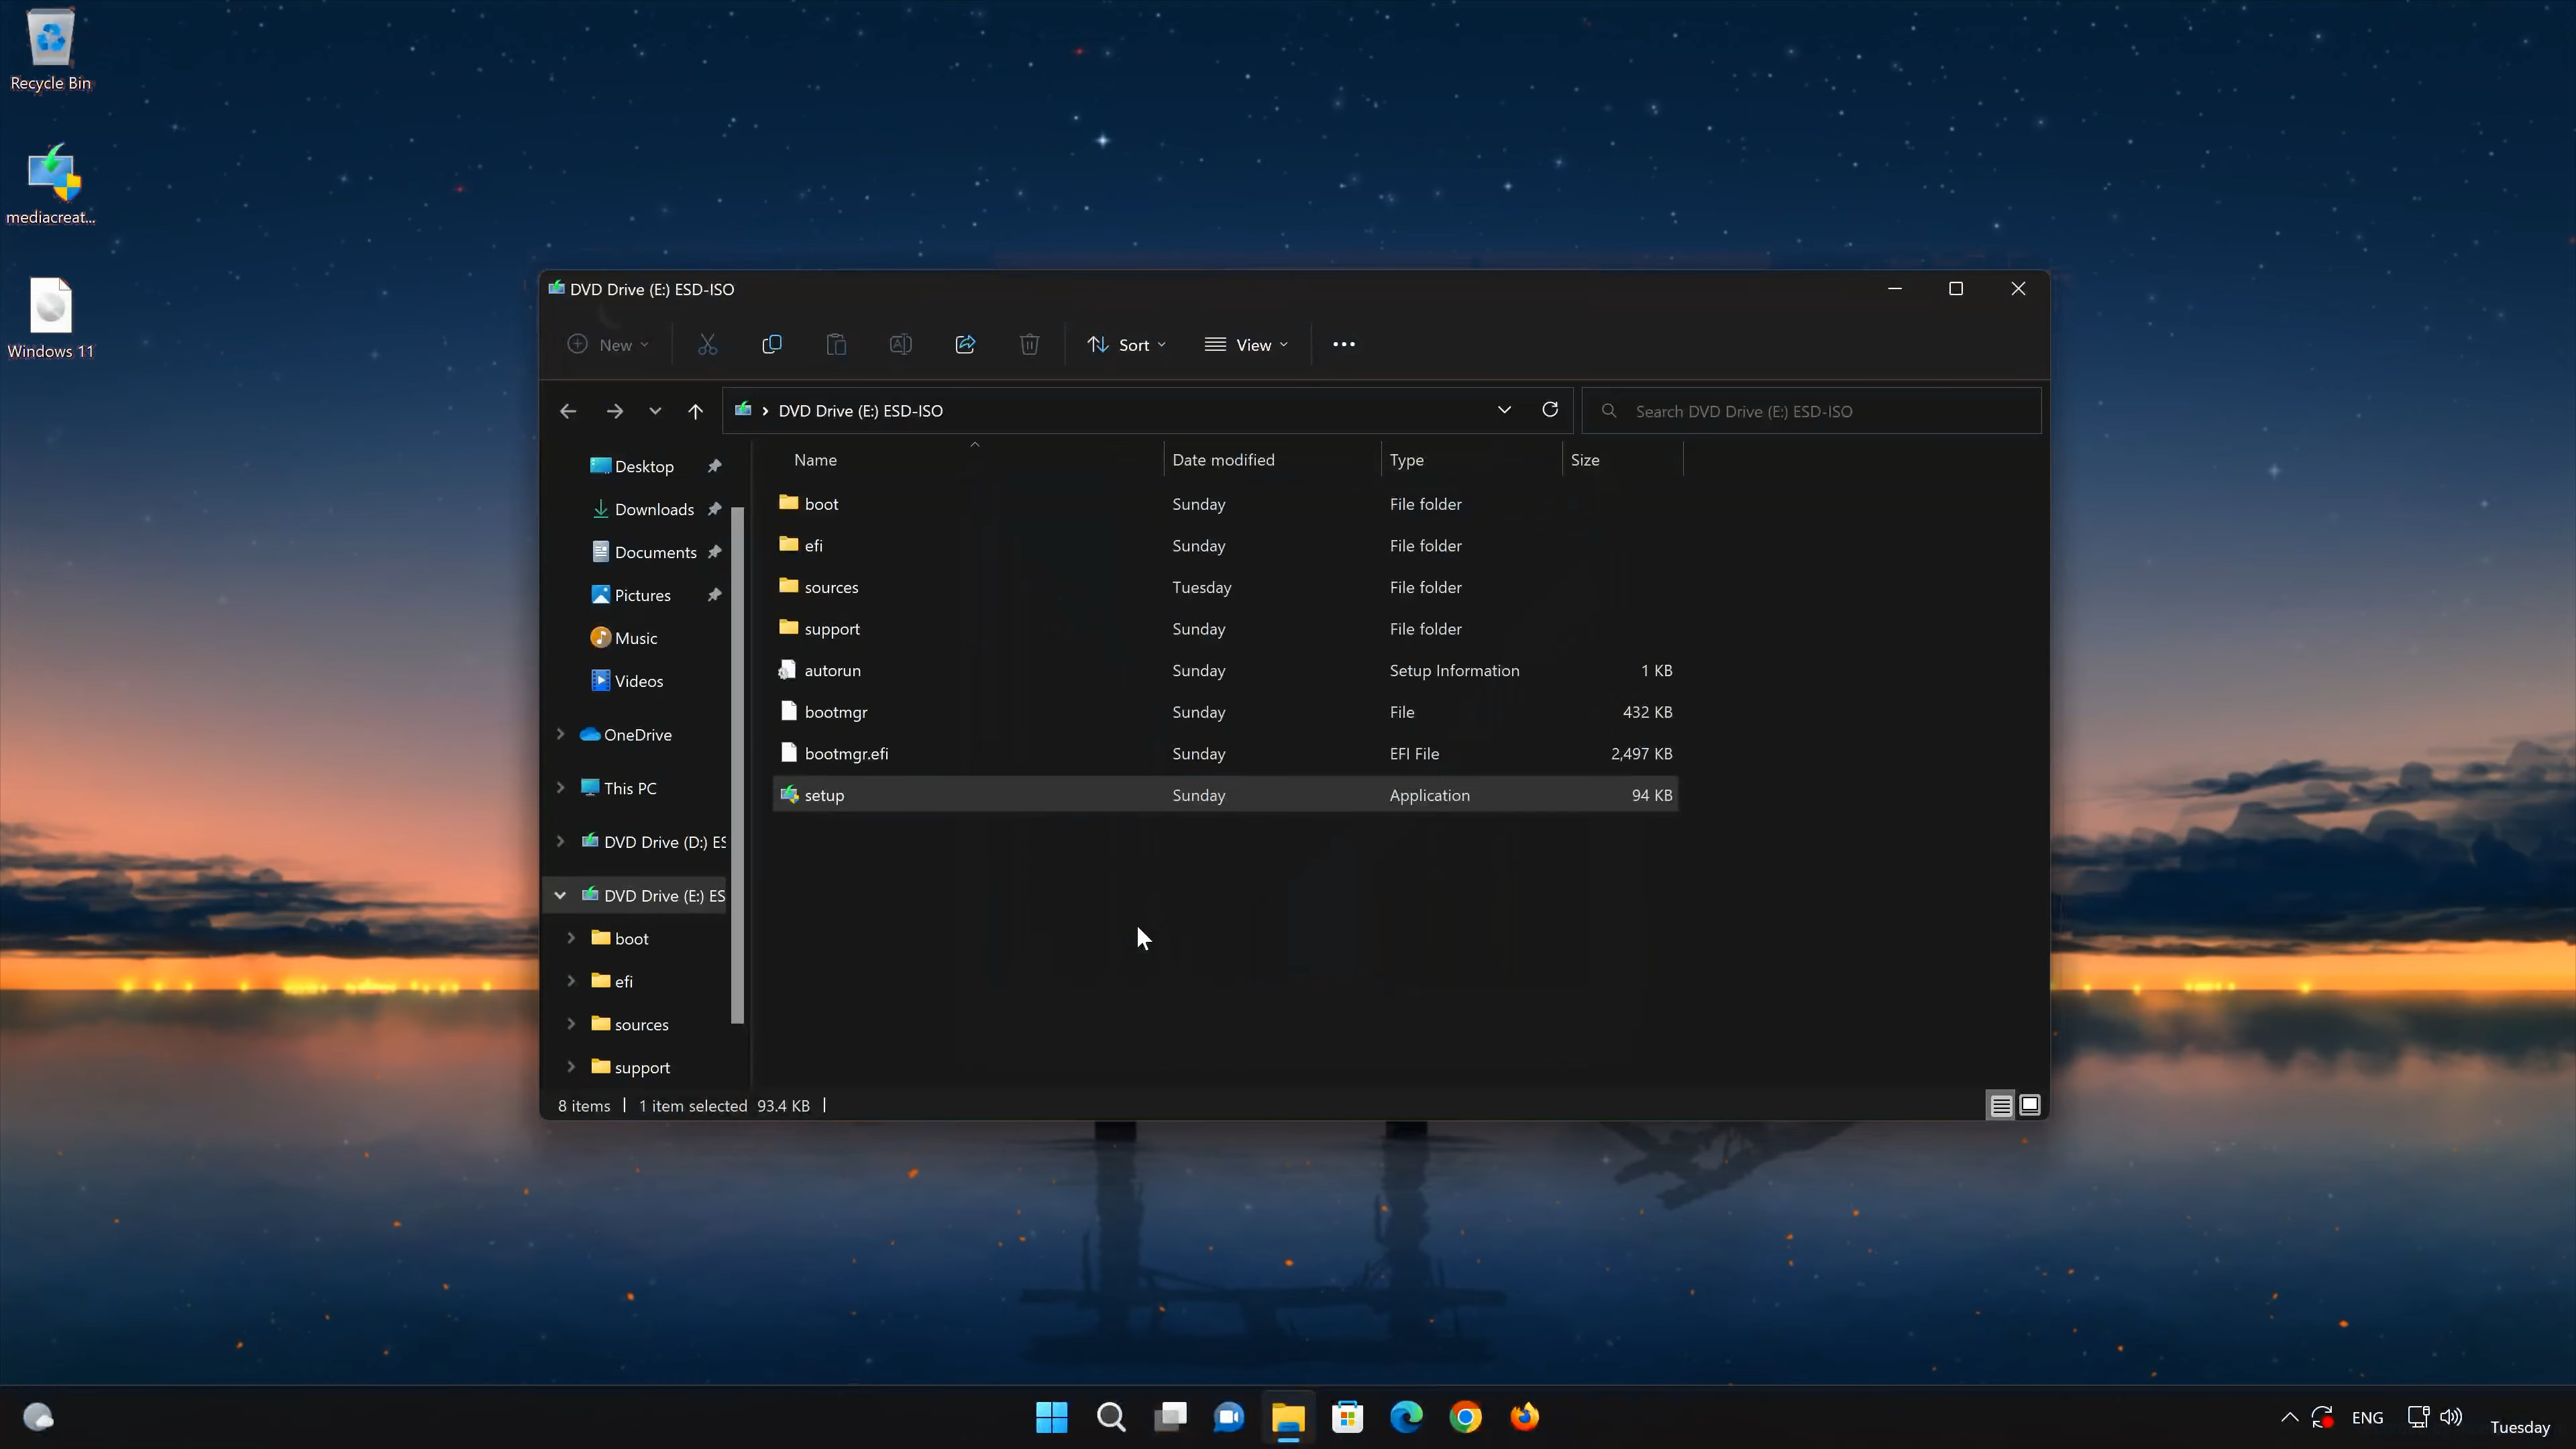 Recycle Bin
mediacreat...
Windows 11
DVD Drive (E:) ESD-ISO
New
Sort
View
DVD Drive (E:) ESD-ISO
Search DVD Drive (E:) ESD-ISO
Name Date modified Type Size
boot Sunday File folder
efi Sunday File folder
sources Tuesday File folder
support Sunday File folder
autorun Sunday Setup Information 1 KB
bootmgr Sunday File 432 KB
bootmgr.efi Sunday EFI File 2,497 KB
setup Sunday Application 94 KB
Desktop
Downloads
Documents
Pictures
Music
Videos
OneDrive
This PC
DVD Drive (D:) ES
DVD Drive (E:) ES
boot
efi
sources
support
8 items 1 item selected 93.4 KB
ENG
Tuesday